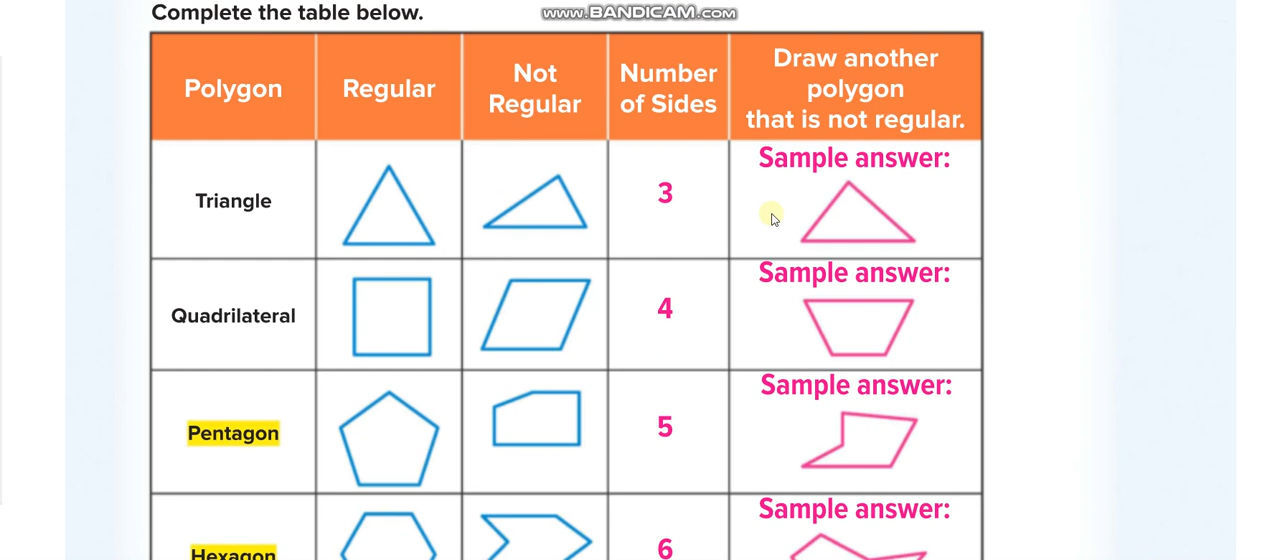 Complete the table below.
www.BANDICAM.com
Polygon
Regular
Not
Regular
Number
of Sides
Draw another
polygon
that is not regular.
Triangle
3
Sample answer:
Quadrilateral
4
Sample answer:
Pentagon
5
Sample answer:
Hexagon
6
Sample answer: